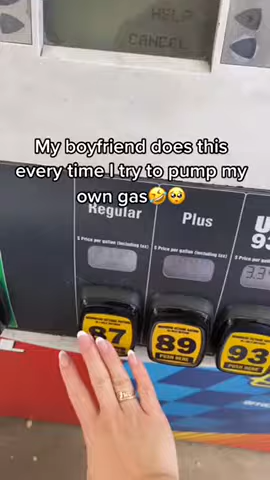 HELP
CANCEL
My boyfriend does this
every time I try to pump my
own gas🤣🥺
Regular
Plus
$ Price per gallon (including tax)
$ Price per gallon (including tax)
87
89
93
PUSH HERE
PUSH HERE